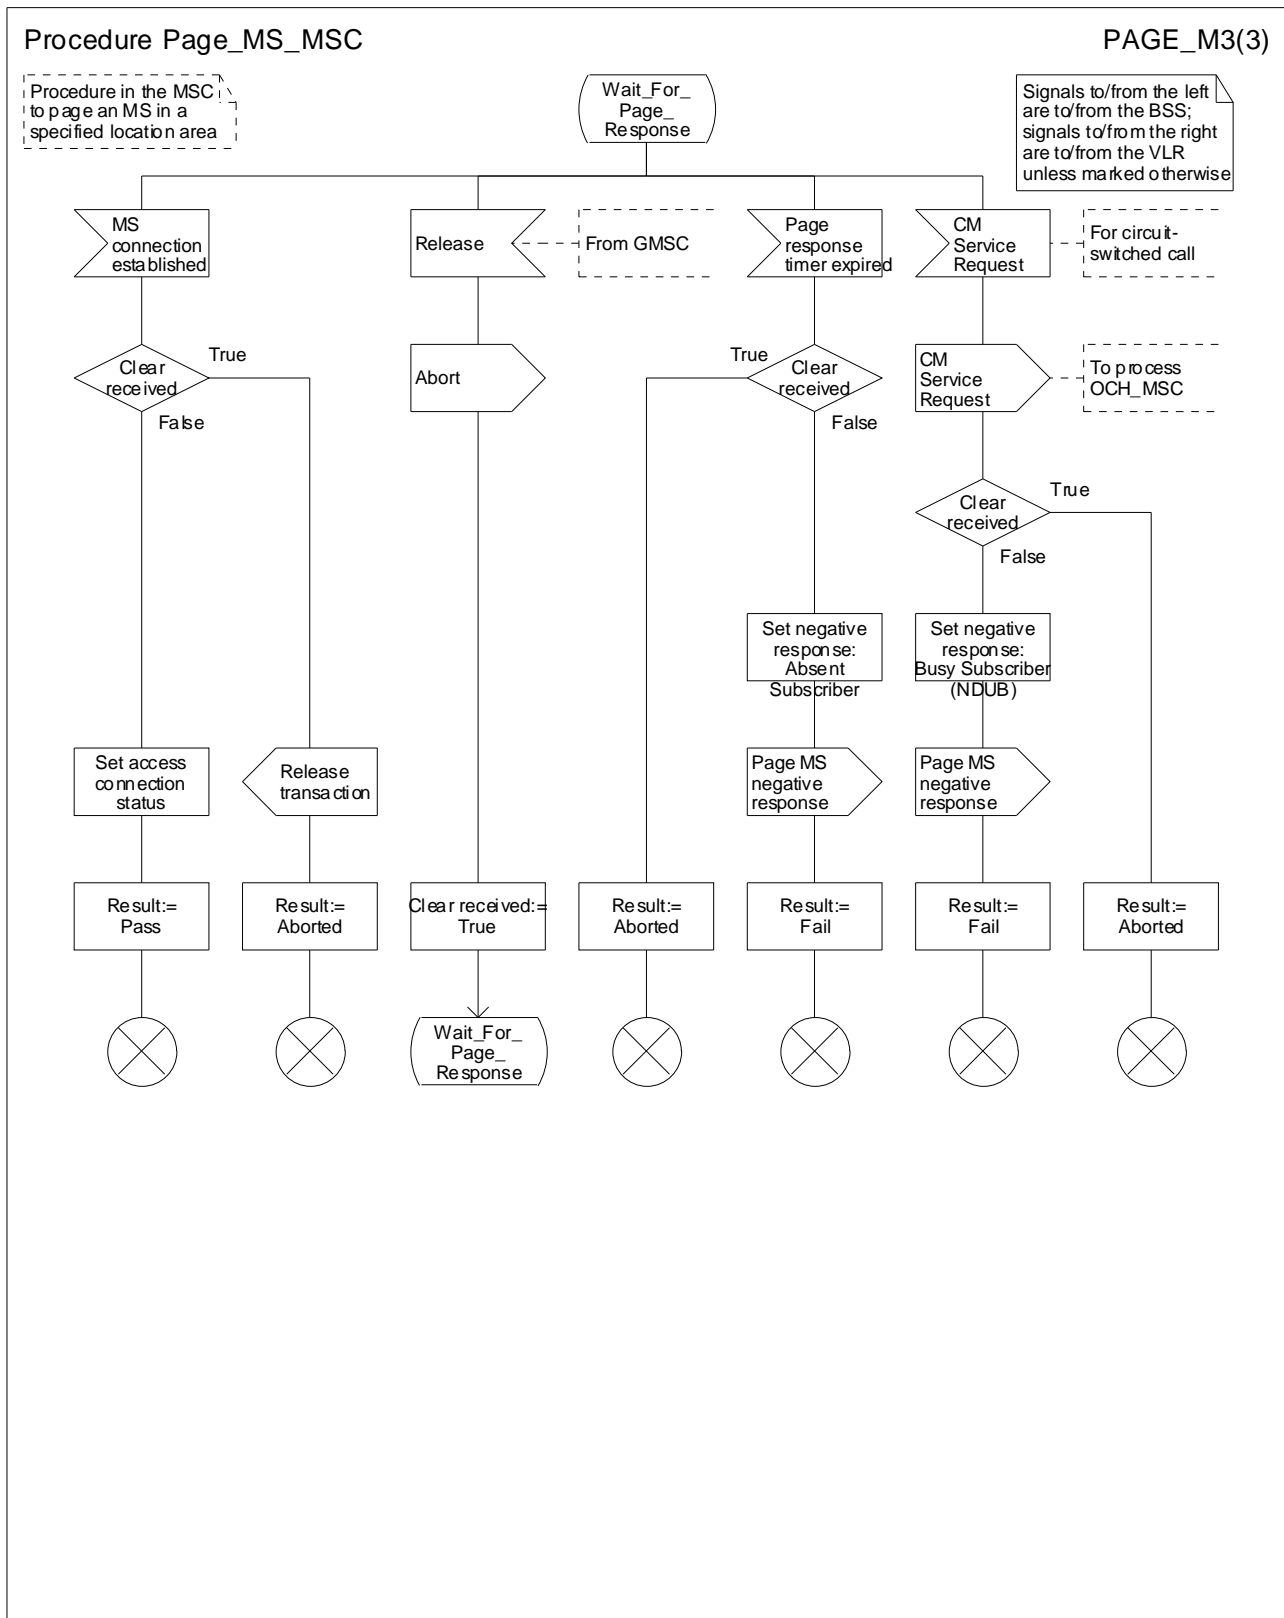 Procedure Page_MS_MSC
PAGE_M3(3)
Procedure in the MSC
to page an MS in a
specified location area
Wait_For_
Page_
Response
Signals to/from the left
are to/from the BSS;
signals to/from the right
are to/from the VLR
unless marked otherwise
MS
connection
established
Release
From GMSC
Page
response
timer expired
CM
Service
Request
For circuit-
switched call
Clear
received
True
False
Abort
True
Clear
received
False
CM
Service
Request
To process
OCH_MSC
Clear
received
True
False
Set negative
response:
Absent
Subscriber
Set negative
response:
Busy Subscriber
(NDUB)
Set access
connection
status
Release
transaction
Page MS
negative
response
Page MS
negative
response
Result:=
Pass
Result:=
Aborted
Clear received:=
True
Result:=
Aborted
Result:=
Fail
Result:=
Fail
Result:=
Aborted
Wait_For_
Page_
Response